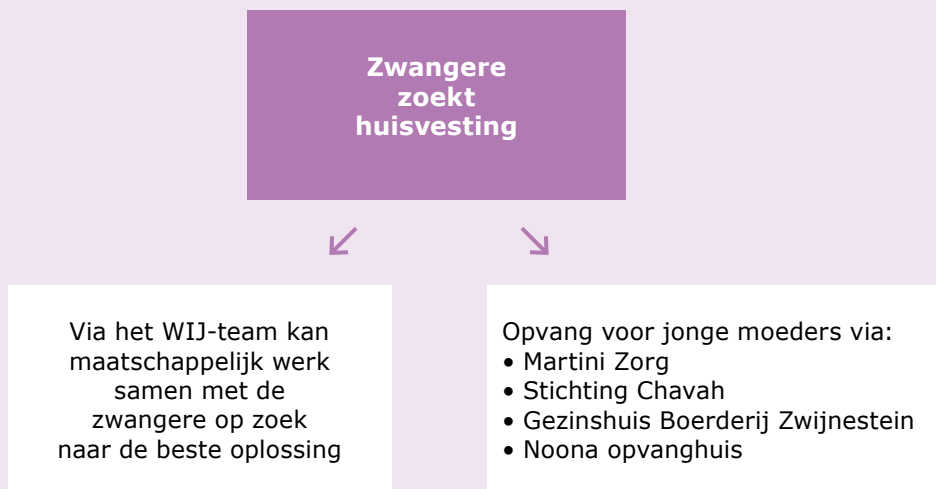 Zwangere
zoekt
huisvesting
Via het WIJ-team kan
maatschappelijk werk
samen met de
zwangere op zoek
naar de beste oplossing
Opvang voor jonge moeders via:
• Martini Zorg
• Stichting Chavah
• Gezinshuis Boerderij Zwijnestein
• Noona opvanghuis